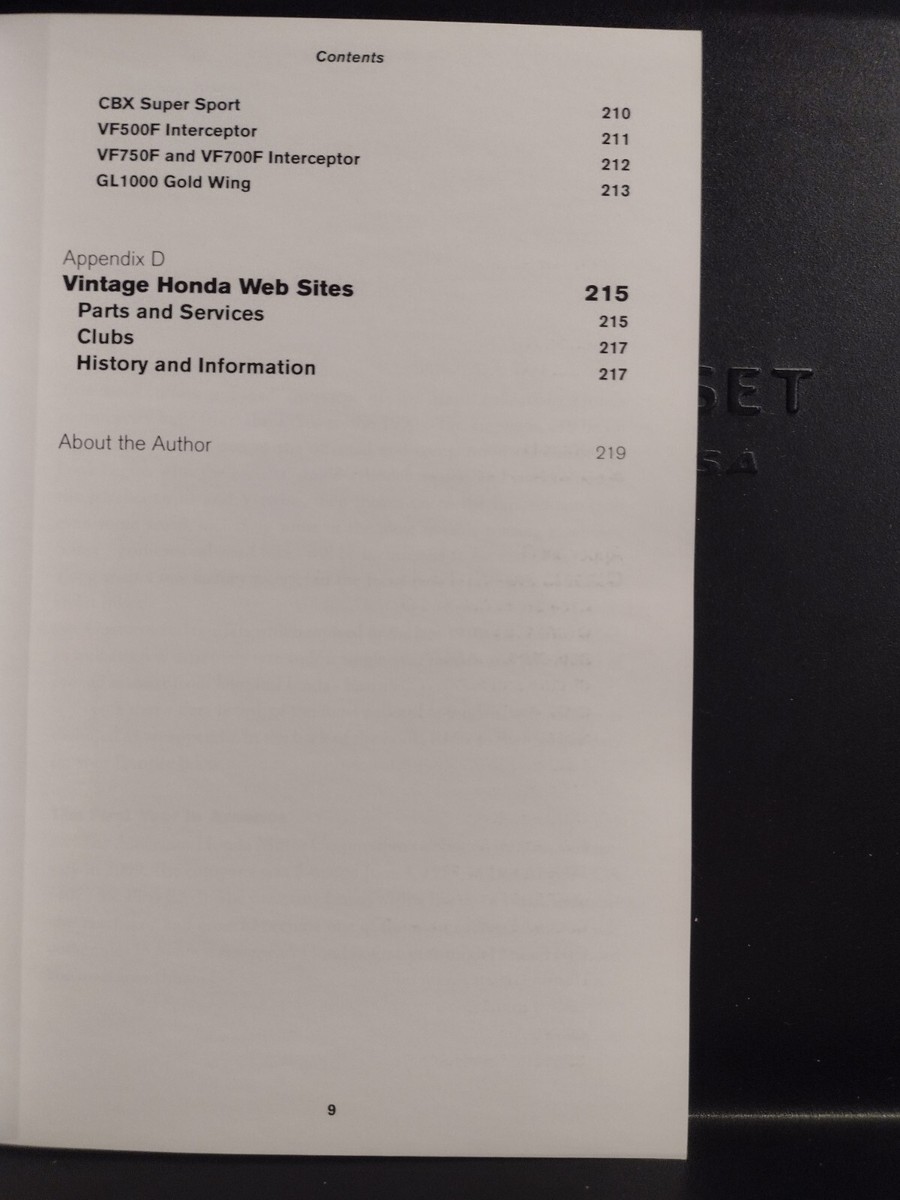 Contents
CBX Super Sport 210
VF500F Interceptor 211
VF750F and VF700F Interceptor 212
GL1000 Gold Wing 213
Appendix D
Vintage Honda Web Sites 215
Parts and Services 215
Clubs 217
History and Information 217
About the Author 219
9